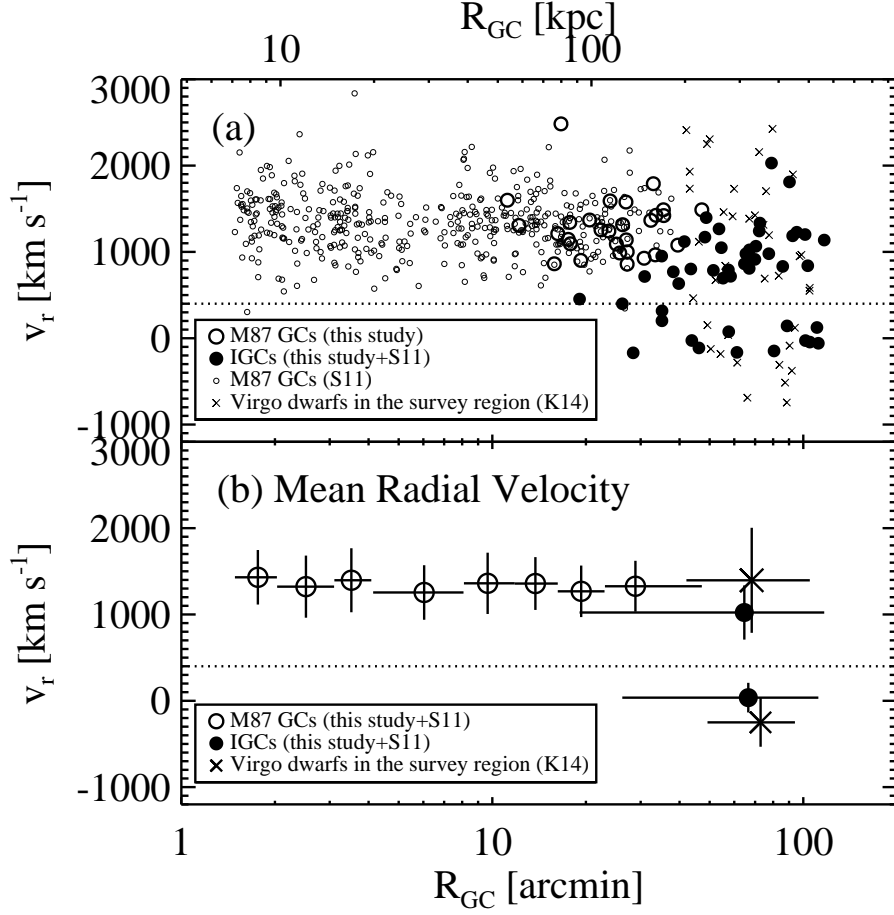 R_GC [kpc]
10 100
3000
(a)
2000
1000
0
-1000
v_r [km s^-1]
M87 GCs (this study)
IGCs (this study+S11)
M87 GCs (S11)
Virgo dwarfs in the survey region (K14)
3000
(b) Mean Radial Velocity
2000
1000
0
-1000
v_r [km s^-1]
M87 GCs (this study+S11)
IGCs (this study+S11)
Virgo dwarfs in the survey region (K14)
1 10 100
R_GC [arcmin]